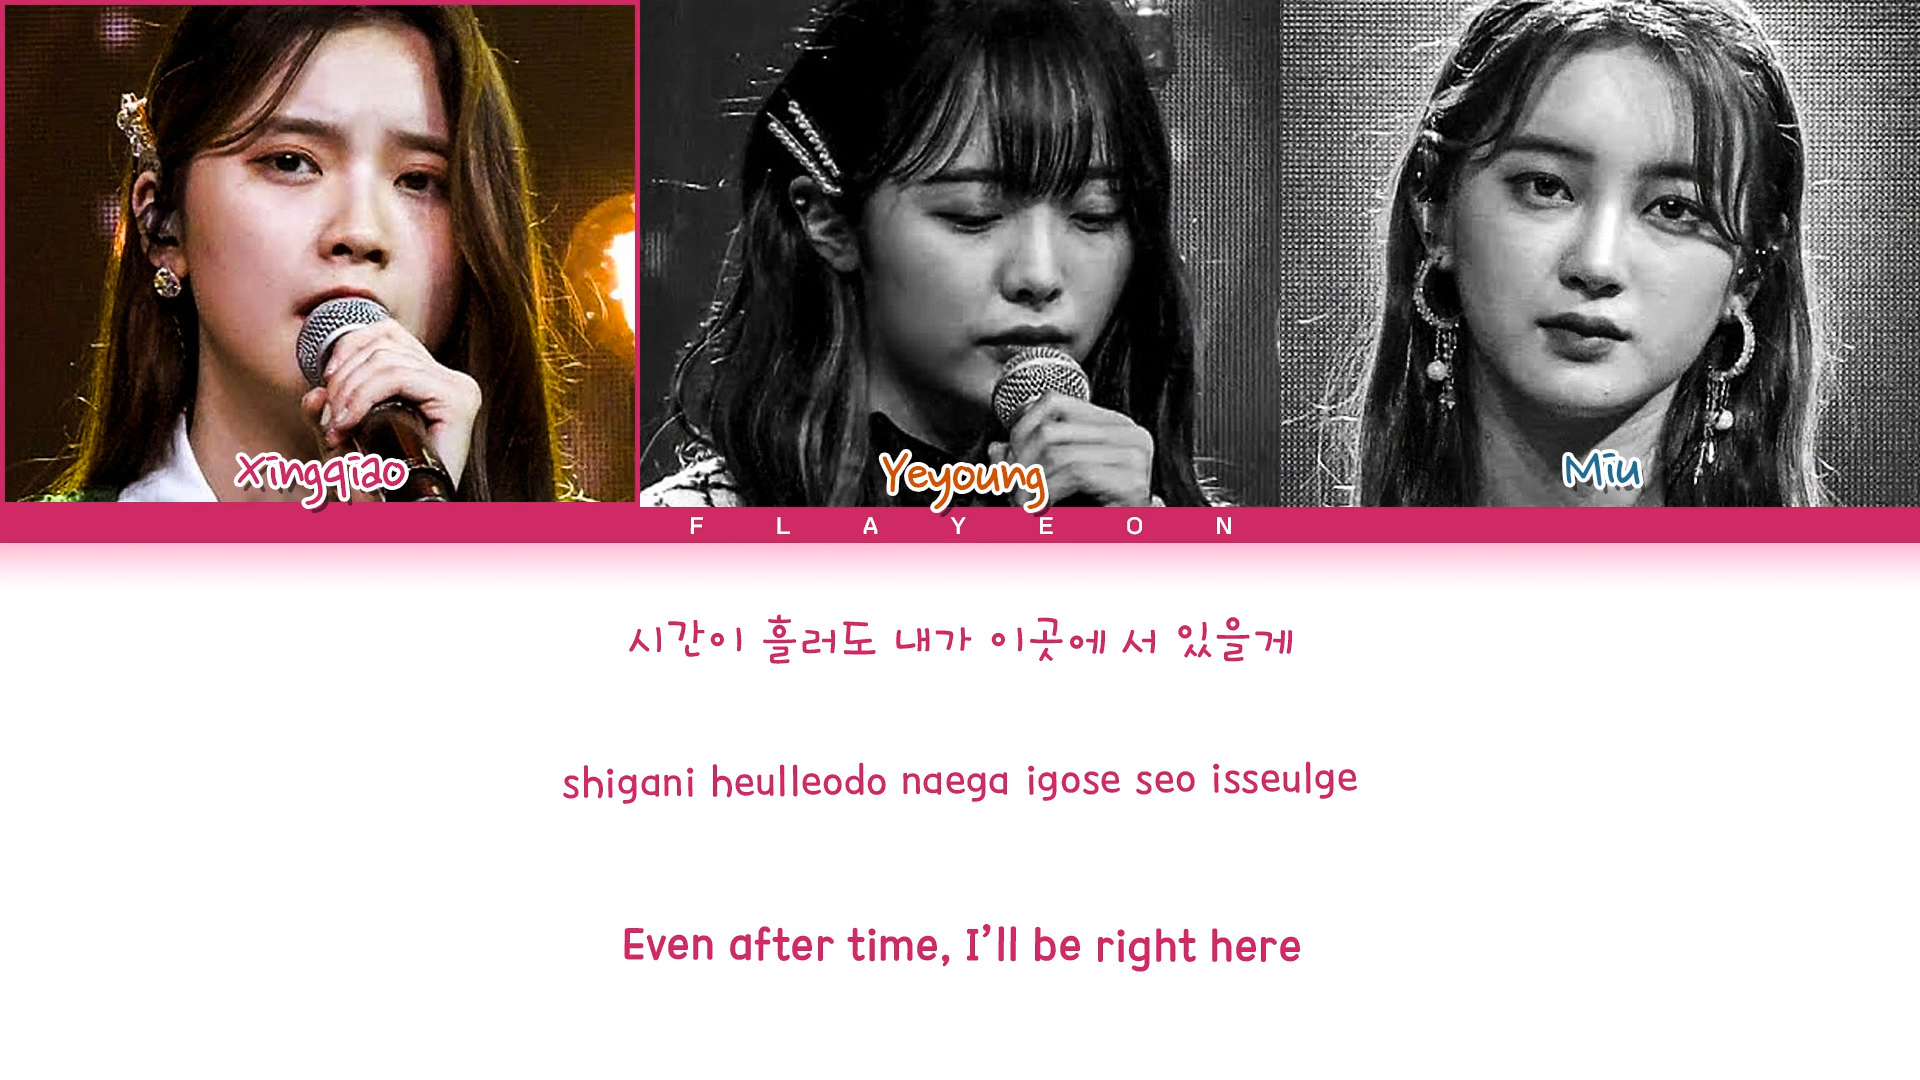 Xingqiao Yeyoung Miu
FLAYEON
시간이 흘러도 내가 이곳에 서 있을게
shigani heulleodo naega igose seo isseulge
Even after time, I'll be right here